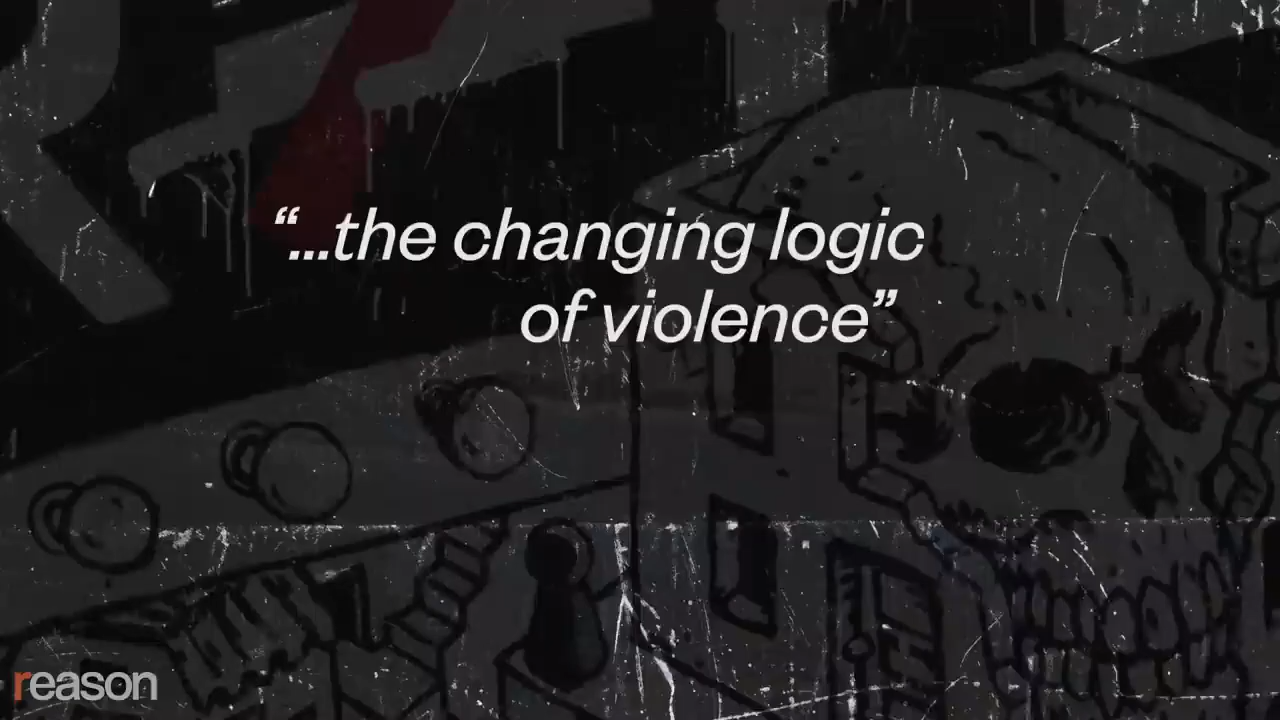 “...the changing logic
of violence”
reason